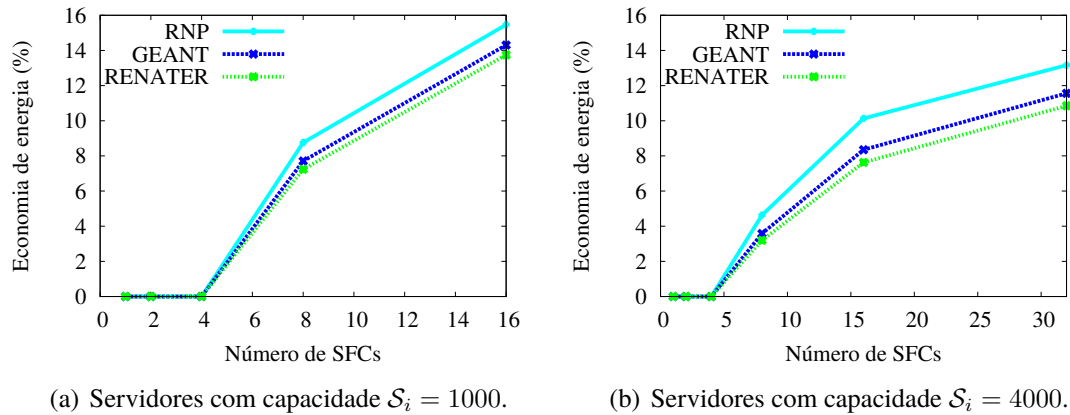 16
14
12
10
8
6
4
2
0
Economia de energia (%)
RNP
GEANT
RENATER
0 2 4 6 8 10 12 14 16
Número de SFCs
(a) Servidores com capacidade 𝒮ᵢ = 1000.
16
14
12
10
8
6
4
2
0
Economia de energia (%)
RNP
GEANT
RENATER
0 5 10 15 20 25 30
Número de SFCs
(b) Servidores com capacidade 𝒮ᵢ = 4000.